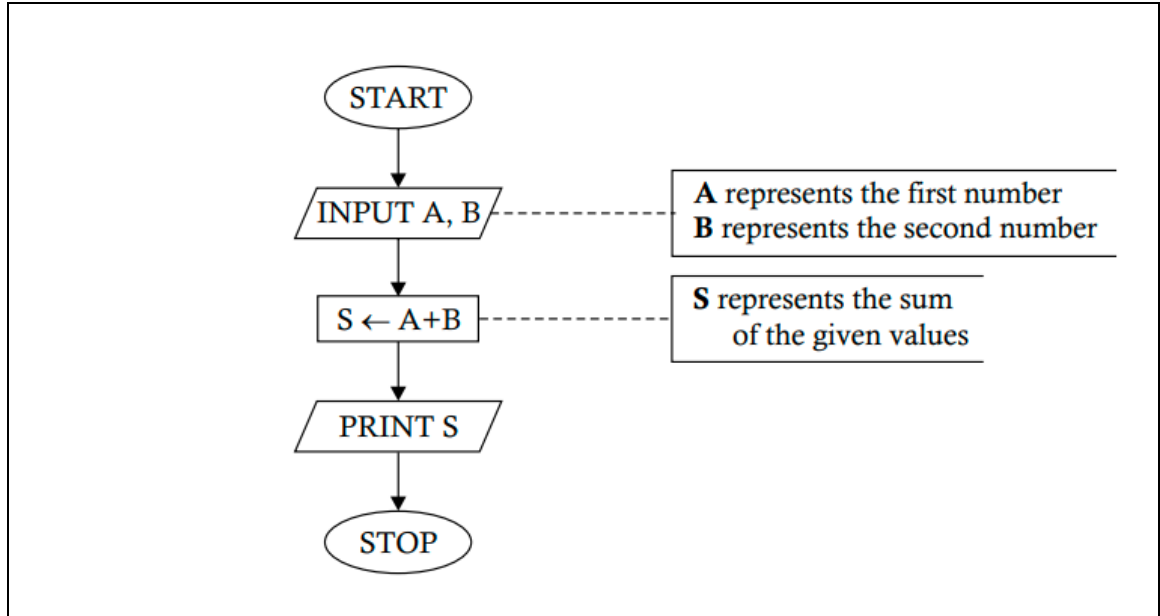 START
INPUT A, B
A represents the first number
B represents the second number
S ← A+B
S represents the sum
of the given values
PRINT S
STOP